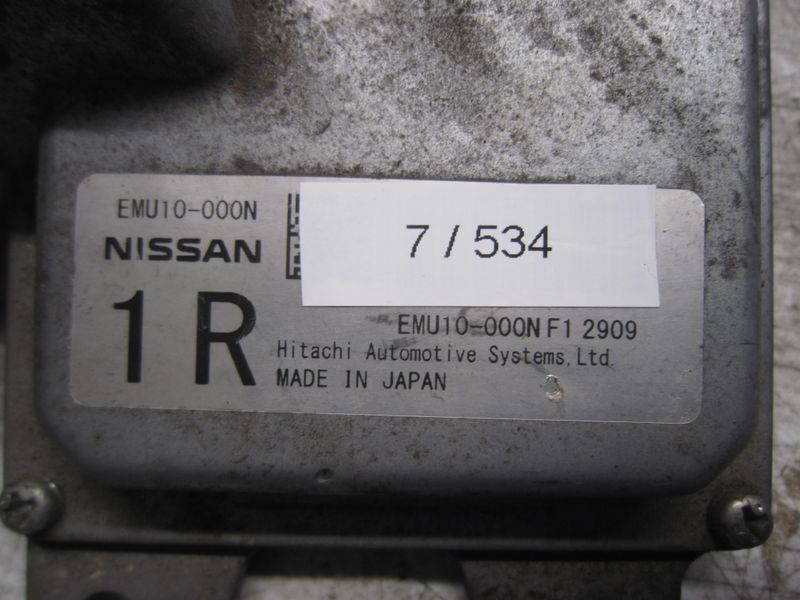 EMU10-000N
NISSAN
7 / 534
1R
EMU10-000N F1 2909
Hitachi Automotive Systems,Ltd.
MADE IN JAPAN